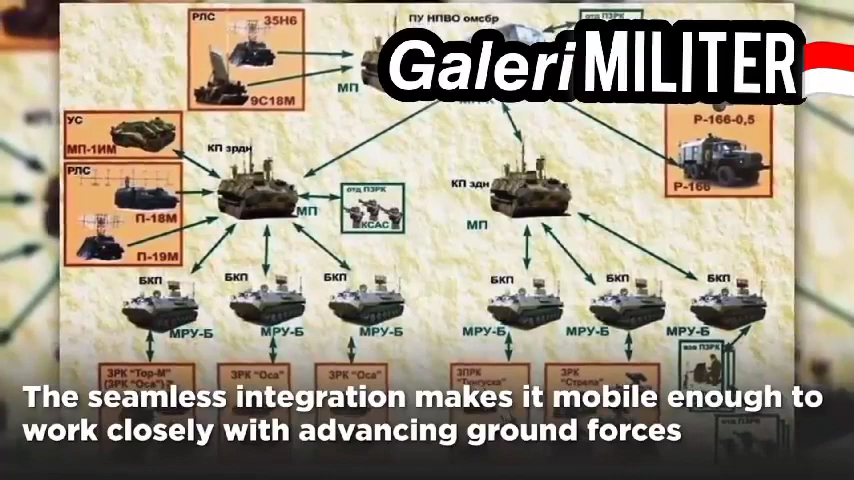 РЛС
35Н6
9С18М
ПУ НПВО омсбр
отд ПЗРК
GaleriMILITER
МП
Р-166-0,5
Р-166
УС
МП-1ИМ
РЛС
П-18М
П-19М
КП зрдн
МП
отд ПЗРК
КСАС
КП здн
МП
БКП
БКП
БКП
БКП
БКП
БКП
МРУ-Б
МРУ-Б
МРУ-Б
МРУ-Б
МРУ-Б
МРУ-Б
взв ПЗРК
ЗРК "Тор-М"
(ЗРК "Оса")
ЗРК "Оса"
ЗРК "Оса"
ЗПРК
"Тунгуска"
ЗРК
"Стрела"
The seamless integration makes it mobile enough to
work closely with advancing ground forces